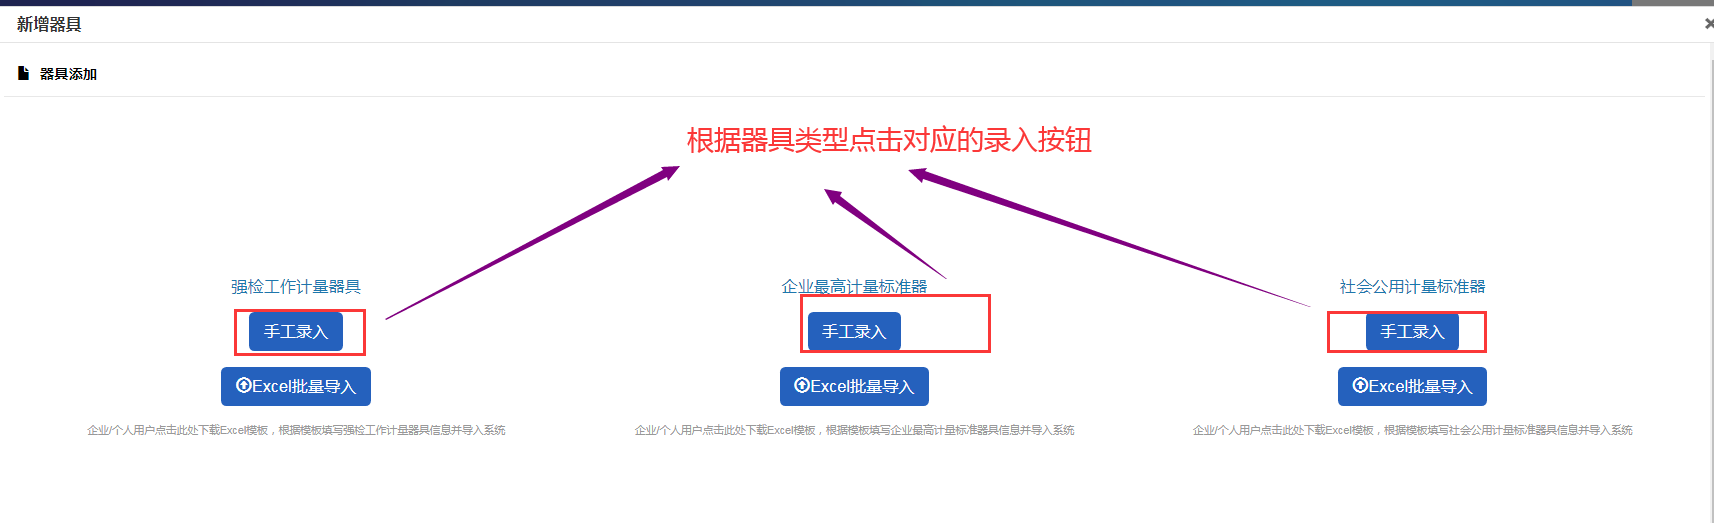 新增器具
器具添加
根据器具类型点击对应的录入按钮
强检工作计量器具
企业最高计量标准器
社会公用计量标准器
手工录入
手工录入
手工录入
Excel批量导入
Excel批量导入
Excel批量导入
企业/个人用户点击此处下载Excel模板，根据模板填写强检工作计量器具信息并导入系统
企业/个人用户点击此处下载Excel模板，根据模板填写企业最高计量标准器具信息并导入系统
企业/个人用户点击此处下载Excel模板，根据模板填写社会公用计量标准器具信息并导入系统